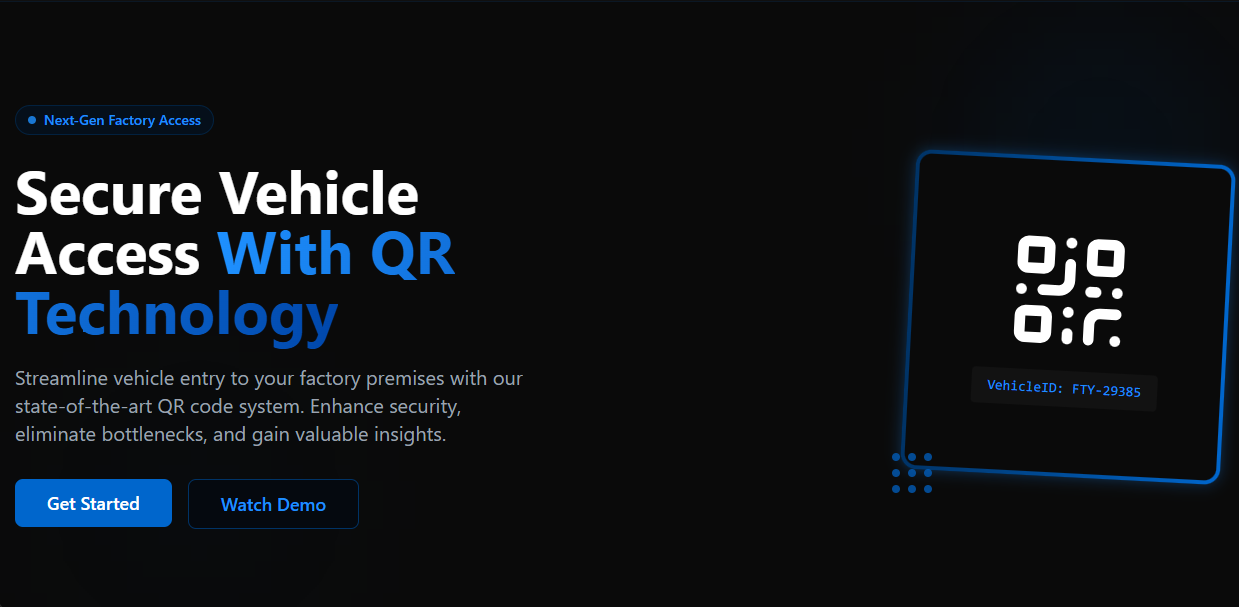 Next-Gen Factory Access
Secure Vehicle
Access With QR
Technology
Streamline vehicle entry to your factory premises with our
state-of-the-art QR code system. Enhance security,
eliminate bottlenecks, and gain valuable insights.
Get Started
Watch Demo
VehicleID: FTY-29385